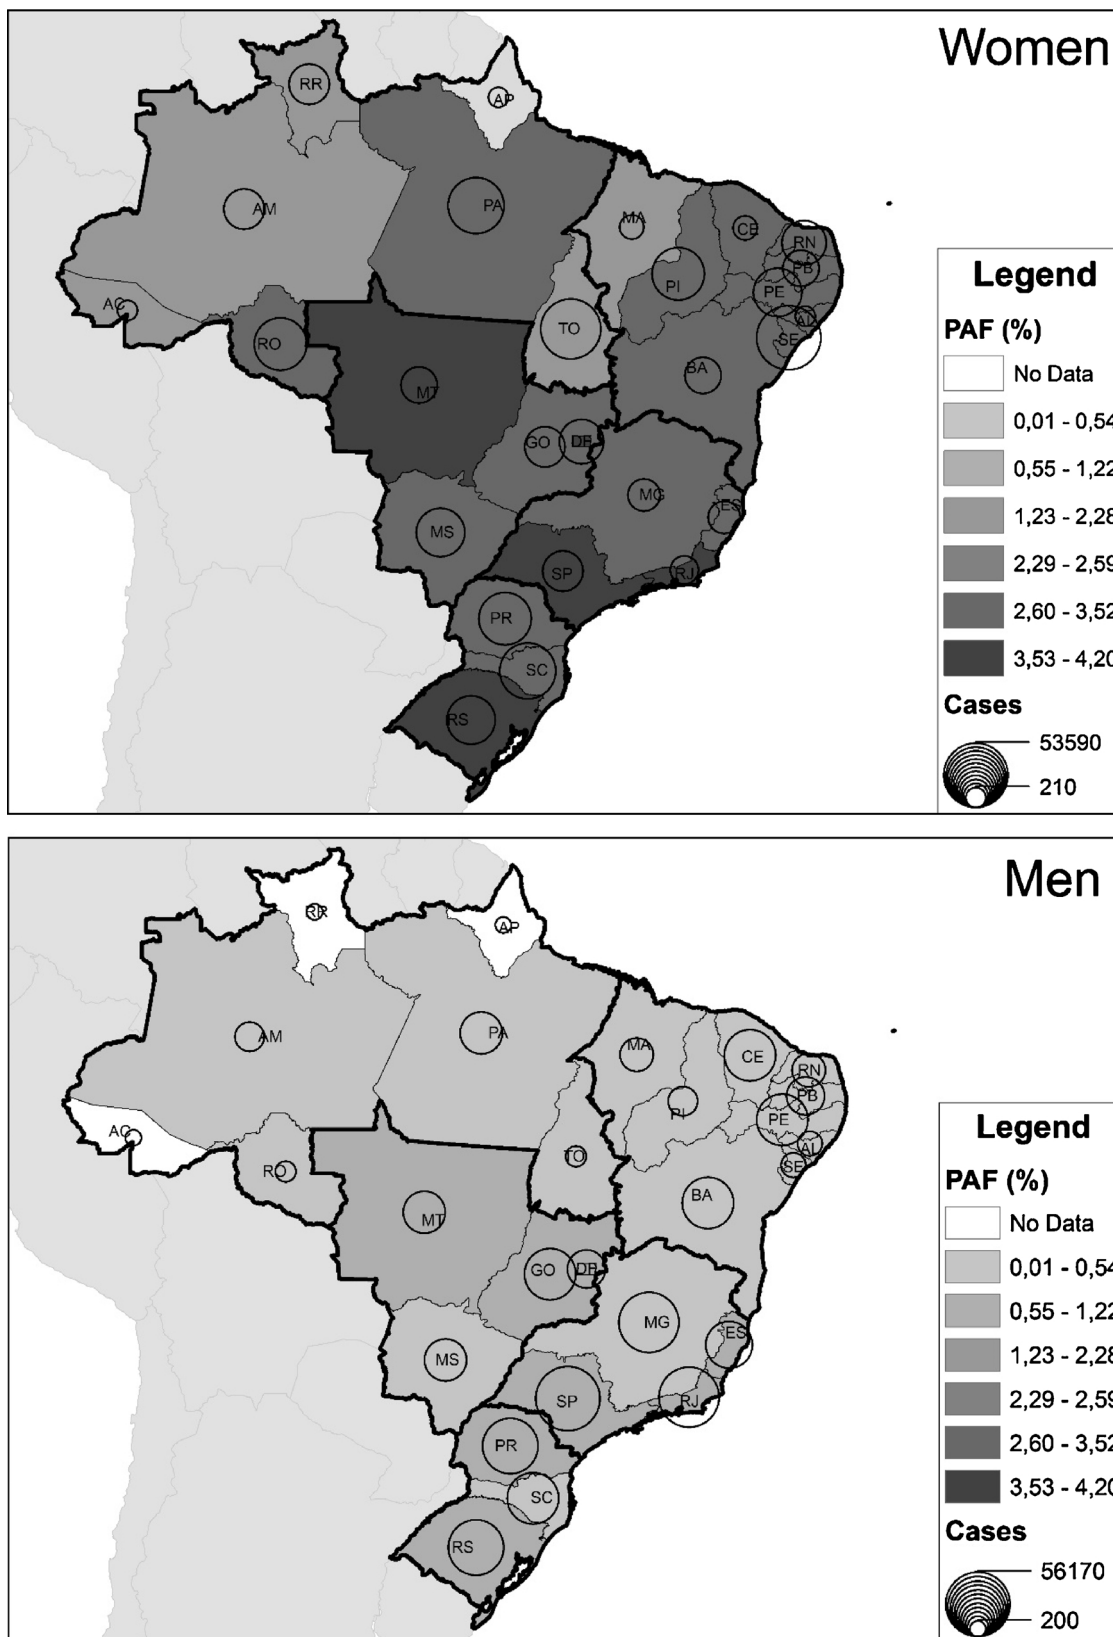 Women
RR
AP
AM
PA
MA
CE
RN
PB
PI
PE
AL
AC
TO
SE
RO
BA
MT
GO
DF
MG
ES
MS
SP
RJ
PR
SC
RS
Legend
PAF (%)
No Data
0,01 - 0,54
0,55 - 1,22
1,23 - 2,28
2,29 - 2,59
2,60 - 3,52
3,53 - 4,20
Cases
53590
210
Men
RR
AP
AM
PA
MA
CE
RN
PB
PI
PE
AC
AL
TO
SE
RO
BA
MT
GO
DF
MG
ES
MS
SP
RJ
PR
SC
RS
Legend
PAF (%)
No Data
0,01 - 0,54
0,55 - 1,22
1,23 - 2,28
2,29 - 2,59
2,60 - 3,52
3,53 - 4,20
Cases
56170
200